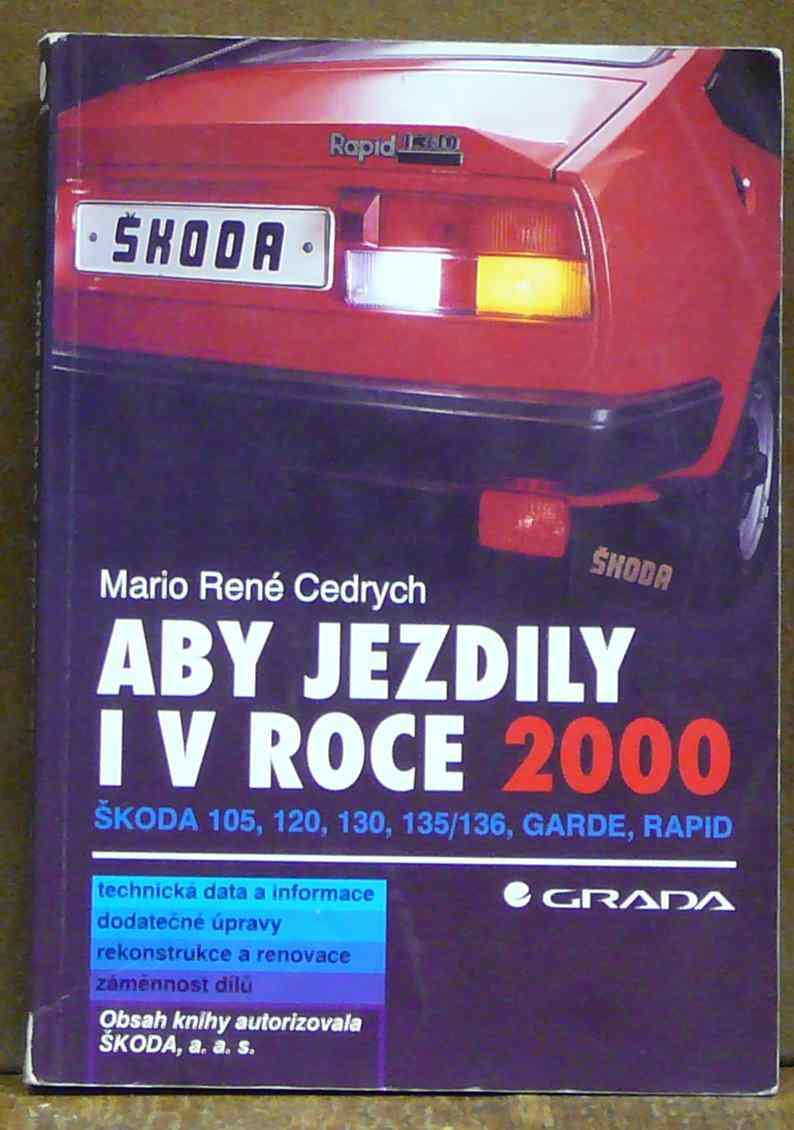 Rapid 130
ŠKODA
ŠKODA
Mario René Cedrych
ABY JEZDILY
I V ROCE 2000
ŠKODA 105, 120, 130, 135/136, GARDE, RAPID
technická data a informace
dodatečné úpravy
rekonstrukce a renovace
záměnnost dílů
GRADA
Obsah knihy autorizovala
ŠKODA, a. a. s.